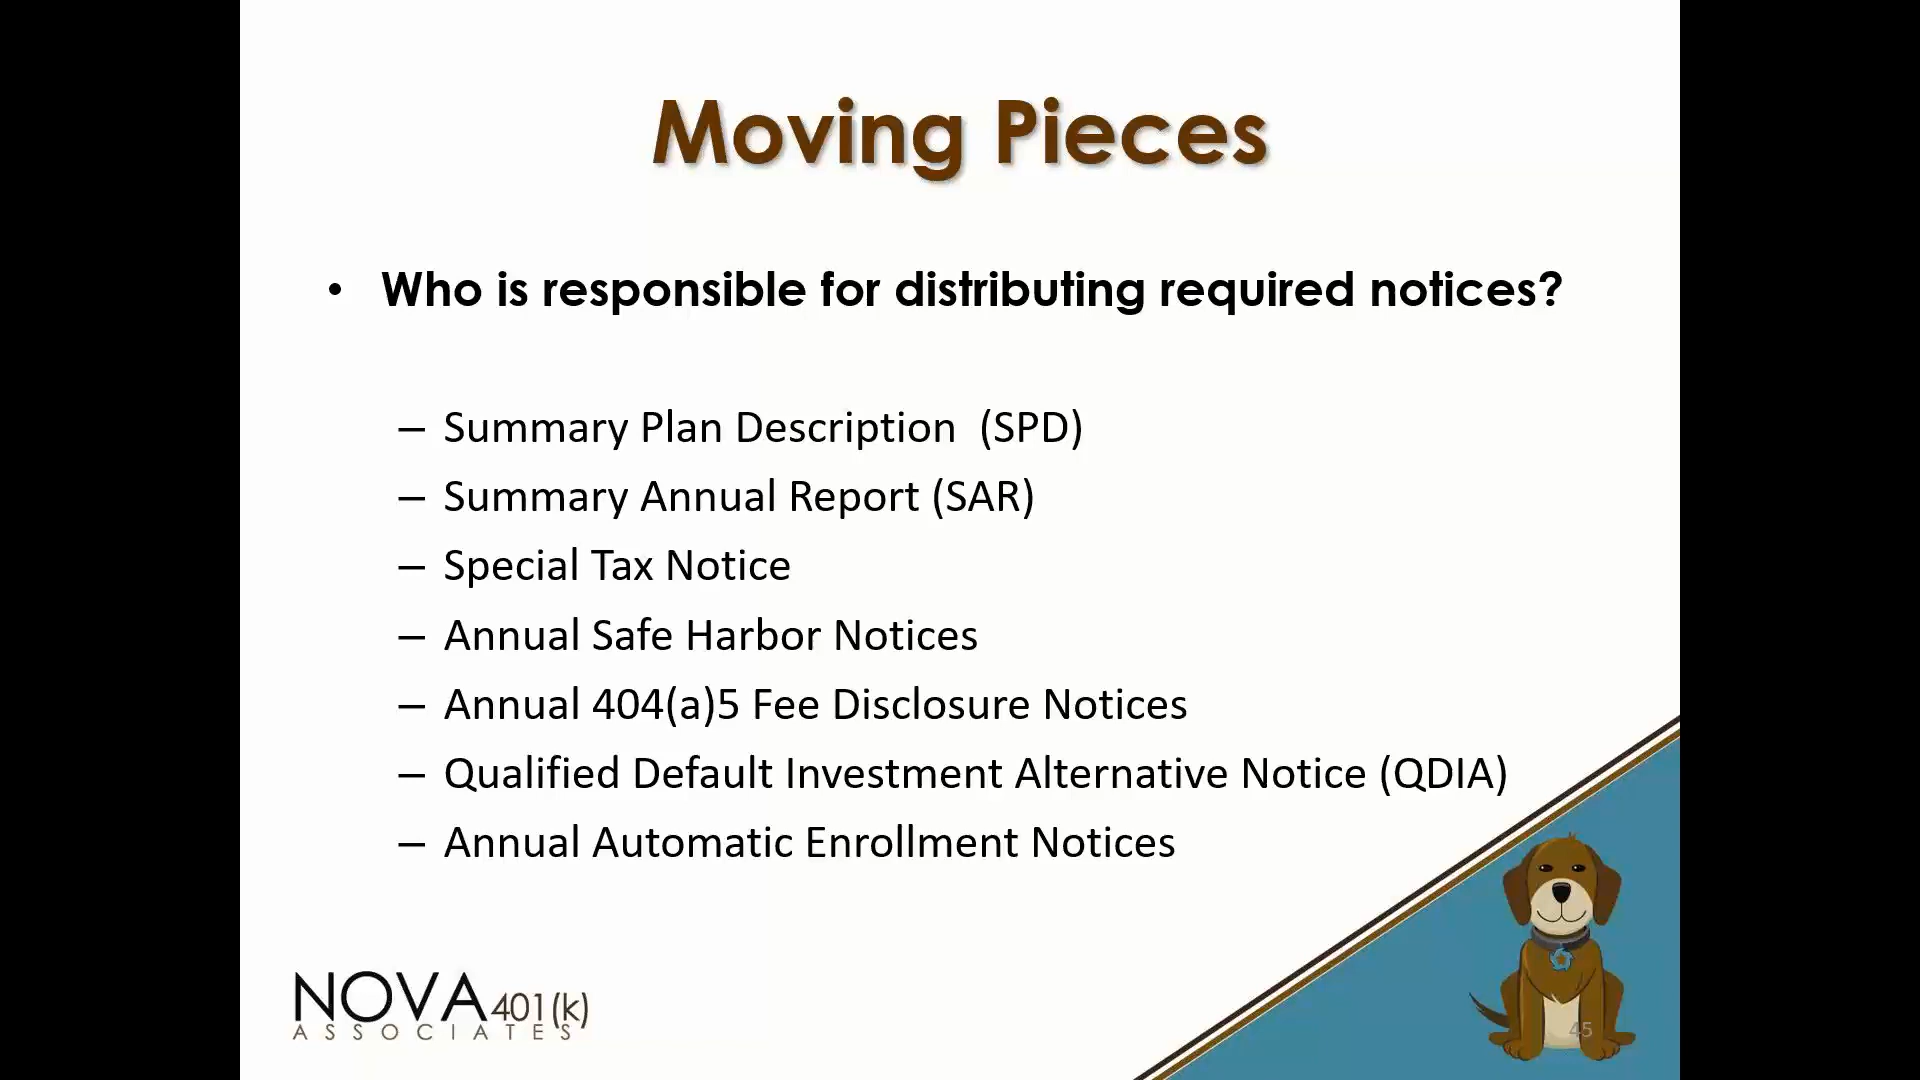 Moving Pieces
• Who is responsible for distributing required notices?
– Summary Plan Description (SPD)
– Summary Annual Report (SAR)
– Special Tax Notice
– Annual Safe Harbor Notices
– Annual 404(a)5 Fee Disclosure Notices
– Qualified Default Investment Alternative Notice (QDIA)
– Annual Automatic Enrollment Notices
NOVA 401(k)
ASSOCIATES
45